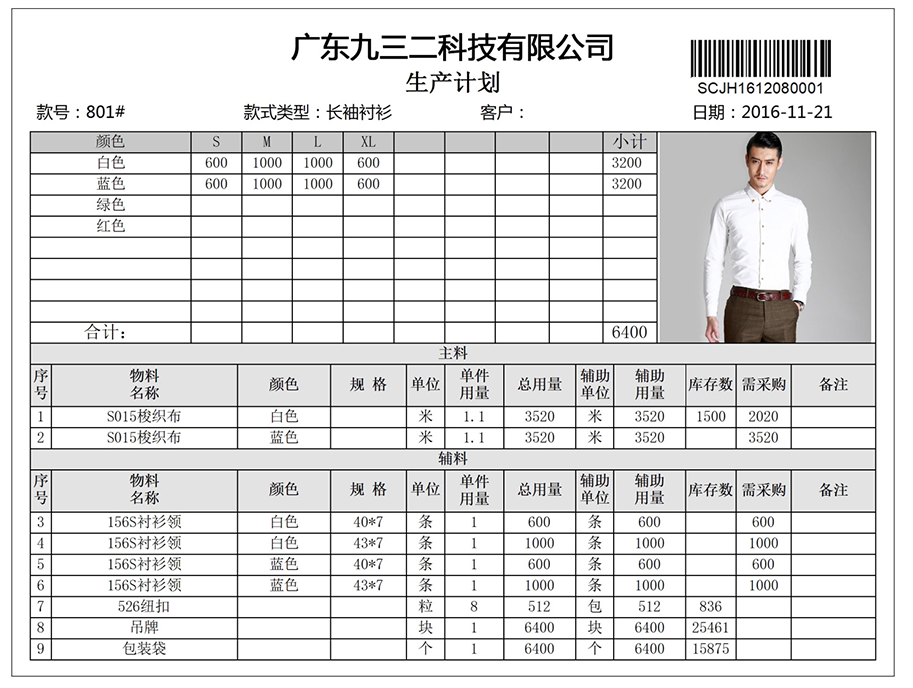 广东九三二科技有限公司
生产计划
SCJH1612080001
款号：801# 款式类型：长袖衬衫 客户： 日期：2016-11-21
颜色 S M L XL 小计
白色 600 1000 1000 600 3200
蓝色 600 1000 1000 600 3200
绿色
红色
合计： 6400
主料
序号 物料名称 颜色 规 格 单位 单件用量 总用量 辅助单位 辅助用量 库存数 需采购 备注
1 S015梭织布 白色 米 1.1 3520 米 3520 1500 2020
2 S015梭织布 蓝色 米 1.1 3520 米 3520 3520
辅料
序号 物料名称 颜色 规 格 单位 单件用量 总用量 辅助单位 辅助用量 库存数 需采购 备注
3 156S衬衫领 白色 40*7 条 1 600 条 600 600
4 156S衬衫领 白色 43*7 条 1 1000 条 1000 1000
5 156S衬衫领 蓝色 40*7 条 1 600 条 600 600
6 156S衬衫领 蓝色 43*7 条 1 1000 条 1000 1000
7 526纽扣 粒 8 512 包 512 836
8 吊牌 块 1 6400 块 6400 25461
9 包装袋 个 1 6400 个 6400 15875